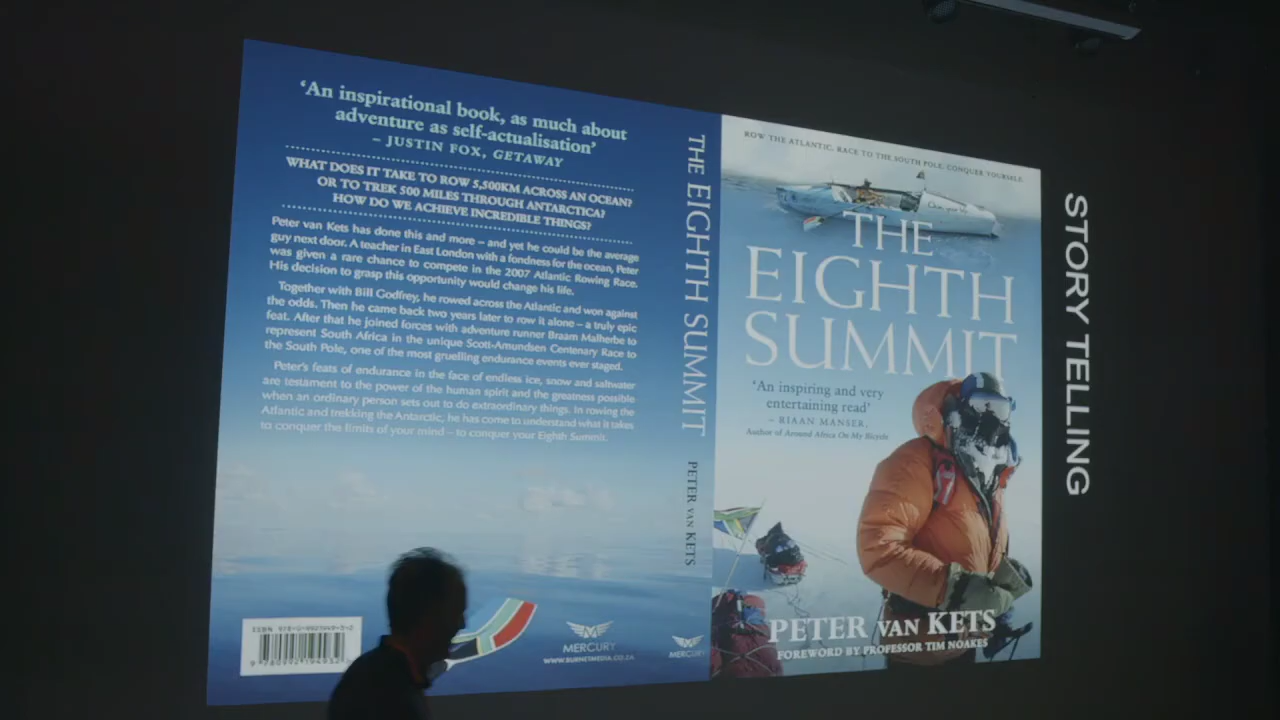 'An inspirational book, as much about
adventure as self-actualisation'
– JUSTIN FOX, GETAWAY
WHAT DOES IT TAKE TO ROW 5,500KM ACROSS AN OCEAN?
OR TO TREK 500 MILES THROUGH ANTARCTICA?
HOW DO WE ACHIEVE INCREDIBLE THINGS?
Peter van Kets has done this and more – and yet he could be the average
guy next door. A teacher in East London with a fondness for the ocean, Peter
was given a rare chance to compete in the 2007 Atlantic Rowing Race.
His decision to grasp this opportunity would change his life.
Together with Bill Godfrey, he rowed across the Atlantic and won against
the odds. Then he came back two years later to row it alone – a truly epic
feat. After that he joined forces with adventure runner Braam Malherbe to
represent South Africa in the unique Scott-Amundsen Centenary Race to
the South Pole, one of the most gruelling endurance events ever staged.
Peter's feats of endurance in the face of endless ice, snow and saltwater
are testament to the power of the human spirit and the greatness possible
when an ordinary person sets out to do extraordinary things. In rowing the
Atlantic and trekking the Antarctic, he has come to understand what it takes
to conquer the limits of your mind – to conquer your Eighth Summit.
ISBN
MERCURY
WWW.BURNETMEDIA.CO.ZA
THE EIGHTH SUMMIT
PETER VAN KETS
MERCURY
ROW THE ATLANTIC. RACE TO THE SOUTH POLE. CONQUER YOURSELF.
THE
EIGHTH
SUMMIT
'An inspiring and very
entertaining read'
– RIAAN MANSER,
Author of Around Africa On My Bicycle
PETER VAN KETS
FOREWORD BY PROFESSOR TIM NOAKES
STORY TELLING